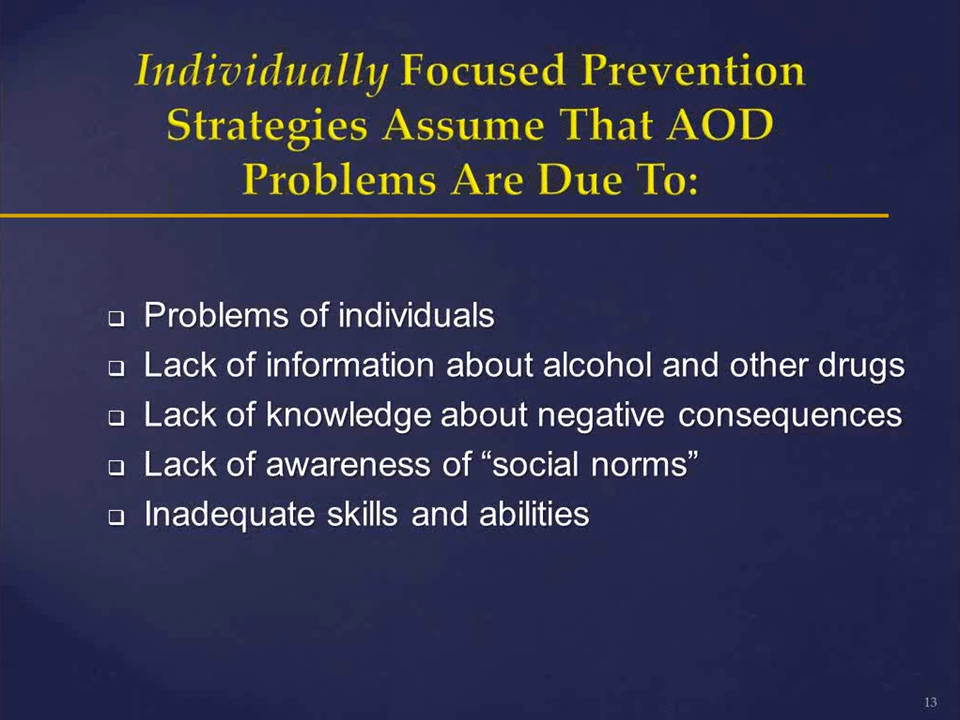 Individually Focused Prevention
Strategies Assume That AOD
Problems Are Due To:
Problems of individuals
Lack of information about alcohol and other drugs
Lack of knowledge about negative consequences
Lack of awareness of “social norms”
Inadequate skills and abilities
13